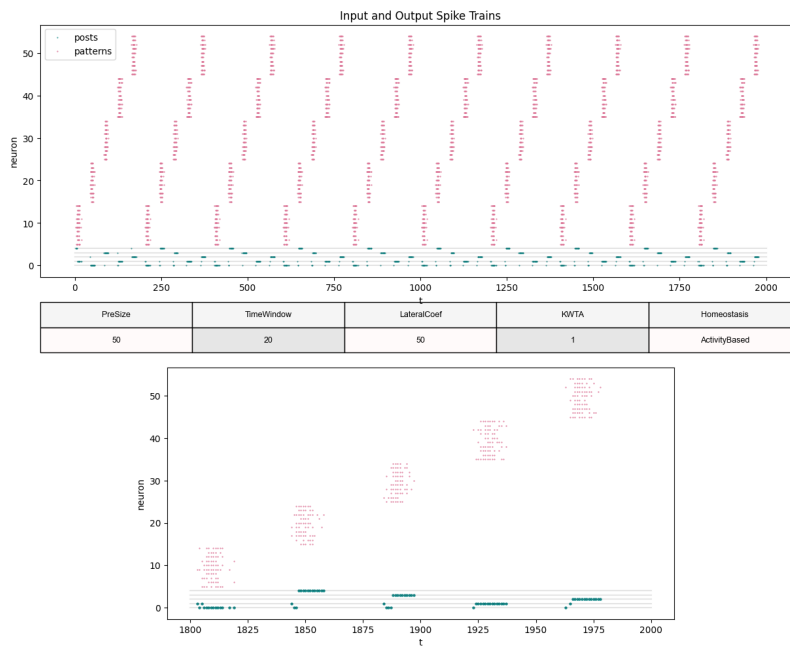 Input and Output Spike Trains
posts
patterns
neuron
50
40
30
20
10
0
0 250 500 750 1000 1250 1500 1750 2000
t
PreSize TimeWindow LateralCoef KWTA Homeostasis
50 20 50 1 ActivityBased
neuron
50
40
30
20
10
0
1800 1825 1850 1875 1900 1925 1950 1975 2000
t